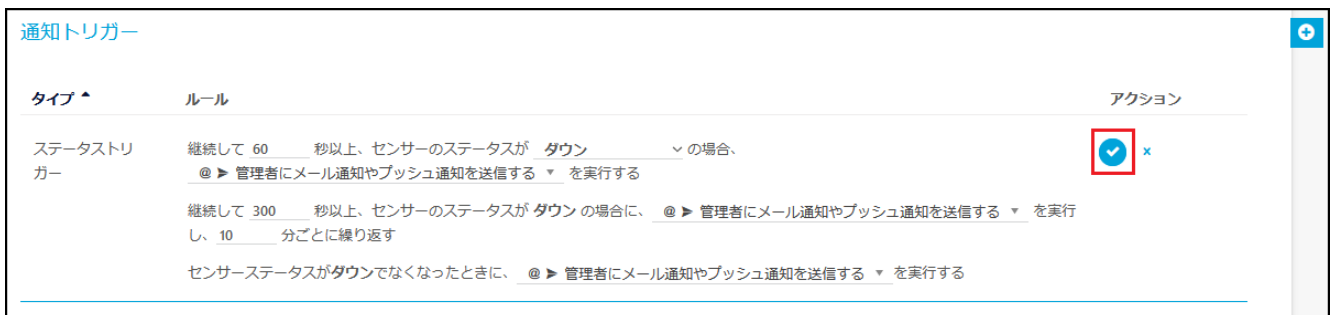 通知トリガー
タイプ ルール アクション
ステータストリガー
継続して 60 秒以上、センサーのステータスが ダウン の場合、
@ 管理者にメール通知やプッシュ通知を送信する を実行する
継続して 300 秒以上、センサーのステータスが ダウン の場合に、 @ 管理者にメール通知やプッシュ通知を送信する を実行
し、 10 分ごとに繰り返す
センサーステータスがダウンでなくなったときに、 @ 管理者にメール通知やプッシュ通知を送信する を実行する